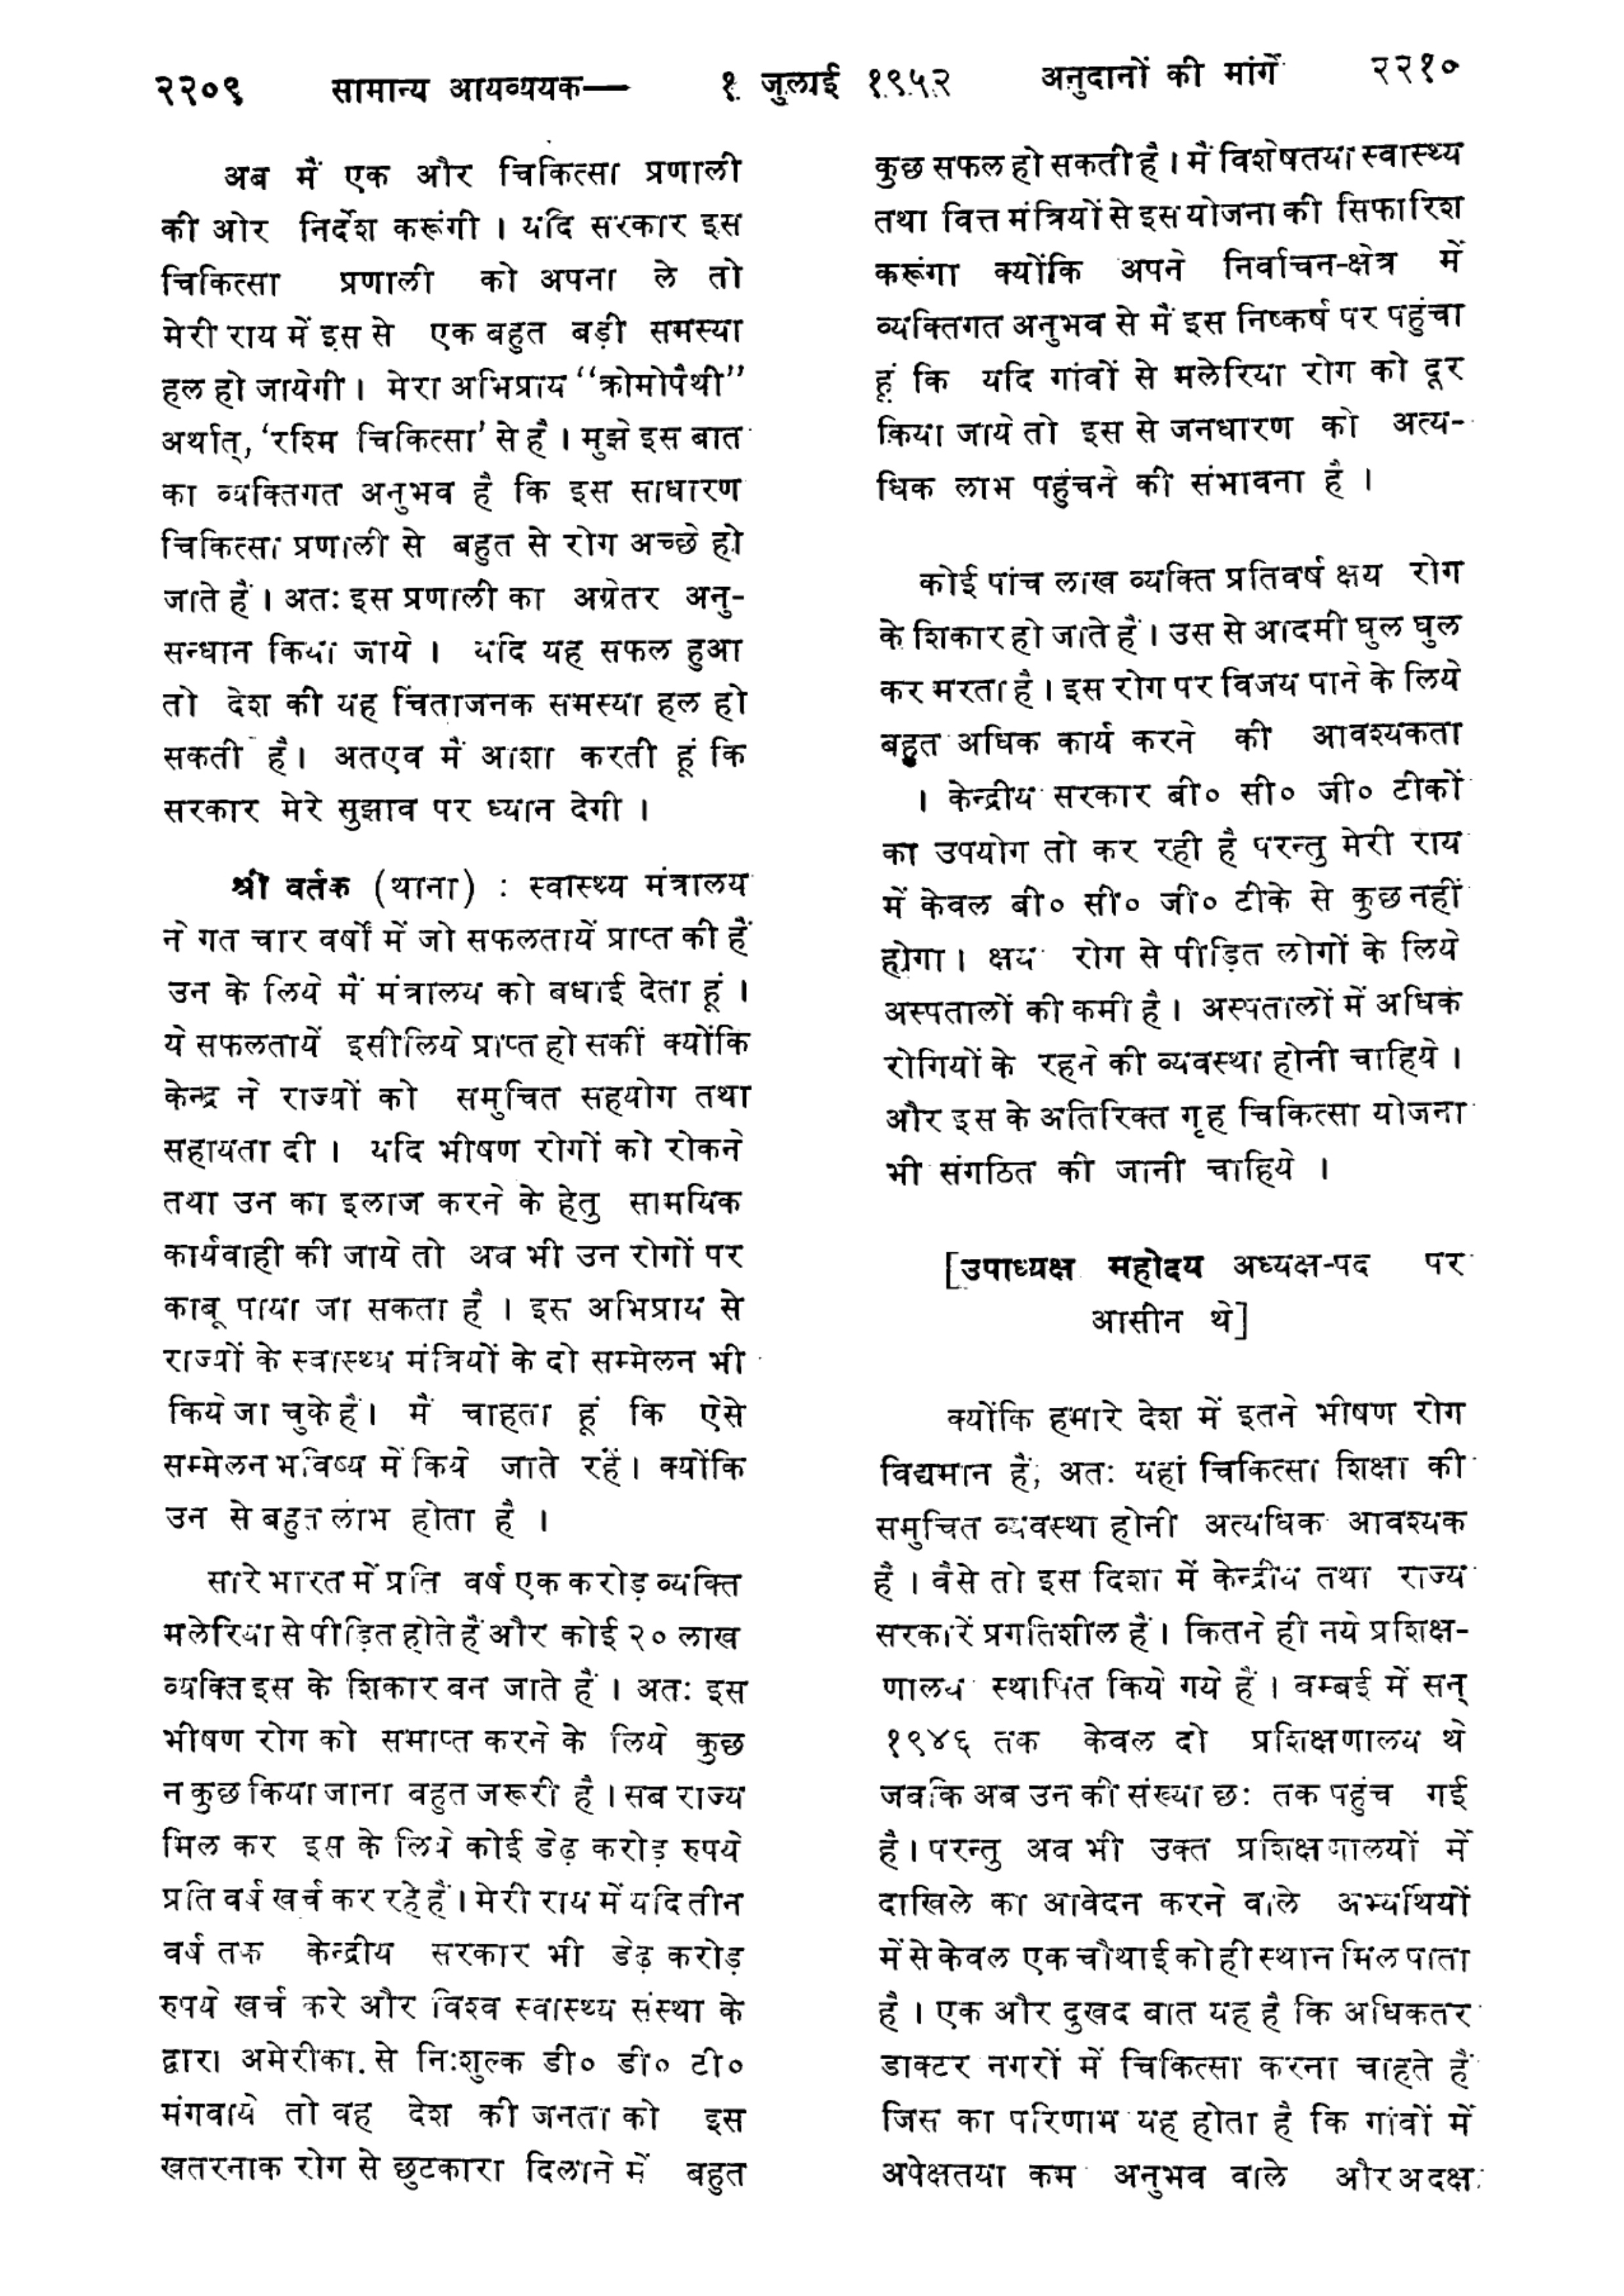 २२०९ सामान्य आयव्ययक— १ जुलाई १९५२ अनुदानों की मांगें २२१०
अब मैं एक और चिकित्सा प्रणाली
की ओर निर्देश करूंगी । यदि सरकार इस
चिकित्सा प्रणाली को अपना ले तो
मेरी राय में इस से एक बहुत बड़ी समस्या
हल हो जायेगी । मेरा अभिप्राय “क्रोमोपैथी”
अर्थात्, ‘रश्मि चिकित्सा’ से है । मुझे इस बात
का व्यक्तिगत अनुभव है कि इस साधारण
चिकित्सा प्रणाली से बहुत से रोग अच्छे हो
जाते हैं । अतः इस प्रणाली का अग्रेतर अनु-
सन्धान किया जाये । यदि यह सफल हुआ
तो देश की यह चिंताजनक समस्या हल हो
सकती है । अतएव मैं आशा करती हूं कि
सरकार मेरे सुझाव पर ध्यान देगी ।
श्री वर्तक (थाना) : स्वास्थ्य मंत्रालय
ने गत चार वर्षों में जो सफलतायें प्राप्त की हैं
उन के लिये मैं मंत्रालय को बधाई देता हूं ।
ये सफलतायें इसीलिये प्राप्त हो सकीं क्योंकि
केन्द्र ने राज्यों को समुचित सहयोग तथा
सहायता दी । यदि भीषण रोगों को रोकने
तथा उन का इलाज करने के हेतु सामयिक
कार्यवाही की जाये तो अब भी उन रोगों पर
काबू पाया जा सकता है । इस अभिप्राय से
राज्यों के स्वास्थ्य मंत्रियों के दो सम्मेलन भी
किये जा चुके हैं । मैं चाहता हूं कि ऐसे
सम्मेलन भविष्य में किये जाते रहें । क्योंकि
उन से बहुत लाभ होता है ।
सारे भारत में प्रति वर्ष एक करोड़ व्यक्ति
मलेरिया से पीड़ित होते हैं और कोई २० लाख
व्यक्ति इस के शिकार बन जाते हैं । अतः इस
भीषण रोग को समाप्त करने के लिये कुछ
न कुछ किया जाना बहुत जरूरी है । सब राज्य
मिल कर इस के लिये कोई डेढ़ करोड़ रुपये
प्रति वर्ष खर्च कर रहे हैं । मेरी राय में यदि तीन
वर्ष तक केन्द्रीय सरकार भी डेढ़ करोड़
रुपये खर्च करे और विश्व स्वास्थ्य संस्था के
द्वारा अमेरीका से निःशुल्क डी० डी० टी०
मंगवाये तो वह देश की जनता को इस
खतरनाक रोग से छुटकारा दिलाने में बहुत
कुछ सफल हो सकती है । मैं विशेषतया स्वास्थ्य
तथा वित्त मंत्रियों से इस योजना की सिफारिश
करूंगा क्योंकि अपने निर्वाचन-क्षेत्र में
व्यक्तिगत अनुभव से मैं इस निष्कर्ष पर पहुंचा
हूं कि यदि गांवों से मलेरिया रोग को दूर
किया जाये तो इस से जनधारण को अत्य-
धिक लाभ पहुंचने की संभावना है ।
कोई पांच लाख व्यक्ति प्रतिवर्ष क्षय रोग
के शिकार हो जाते हैं । उस से आदमी घुल घुल
कर मरता है । इस रोग पर विजय पाने के लिये
बहुत अधिक कार्य करने की आवश्यकता
। केन्द्रीय सरकार बी० सी० जी० टीकों
का उपयोग तो कर रही है परन्तु मेरी राय
में केवल बी० सी० जी० टीके से कुछ नहीं
होगा । क्षय रोग से पीड़ित लोगों के लिये
अस्पतालों की कमी है । अस्पतालों में अधिक
रोगियों के रहने की व्यवस्था होनी चाहिये ।
और इस के अतिरिक्त गृह चिकित्सा योजना
भी संगठित की जानी चाहिये ।
[उपाध्यक्ष महोदय अध्यक्ष-पद पर
आसीन थे]
क्योंकि हमारे देश में इतने भीषण रोग
विद्यमान हैं, अतः यहां चिकित्सा शिक्षा की
समुचित व्यवस्था होनी अत्यधिक आवश्यक
है । वैसे तो इस दिशा में केन्द्रीय तथा राज्य
सरकारें प्रगतिशील हैं । कितने ही नये प्रशिक्ष-
णालय स्थापित किये गये हैं । बम्बई में सन्
१९४६ तक केवल दो प्रशिक्षणालय थे
जबकि अब उन की संख्या छः तक पहुंच गई
है । परन्तु अब भी उक्त प्रशिक्षणालयों में
दाखिले का आवेदन करने वाले अभ्यर्थियों
में से केवल एक चौथाई को ही स्थान मिल पाता
है । एक और दुखद बात यह है कि अधिकतर
डाक्टर नगरों में चिकित्सा करना चाहते हैं
जिस का परिणाम यह होता है कि गांवों में
अपेक्षतया कम अनुभव वाले और अदक्ष